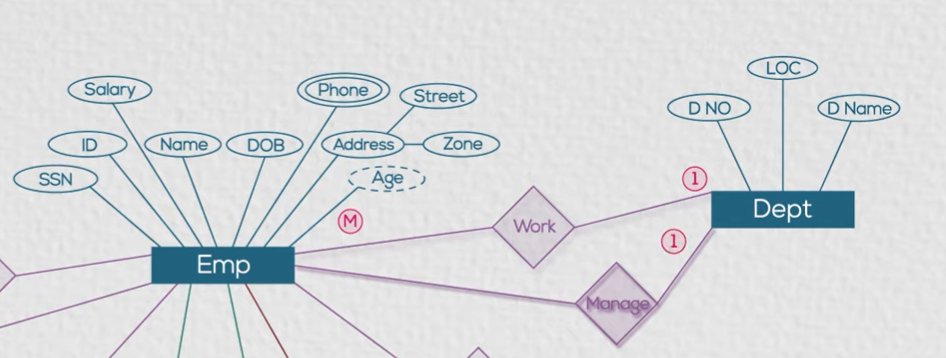 LOC
Salary
Phone
Street
D NO
D Name
ID
Name
DOB
Address
Zone
SSN
Age
1
M
Dept
Work
1
Emp
Manage